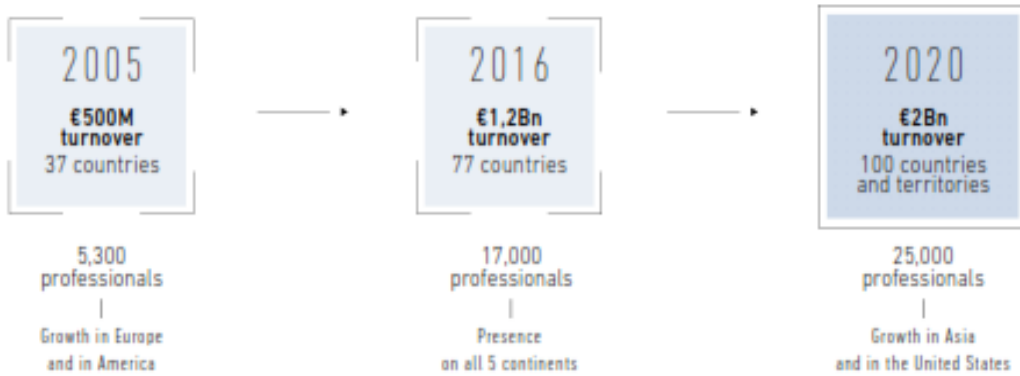 2005
€500M
turnover
37 countries
5,300
professionals
Growth in Europe
and in America
2016
€1,2Bn
turnover
77 countries
17,000
professionals
Presence
on all 5 continents
2020
€2Bn
turnover
100 countries
and territories
25,000
professionals
Growth in Asia
and in the United States